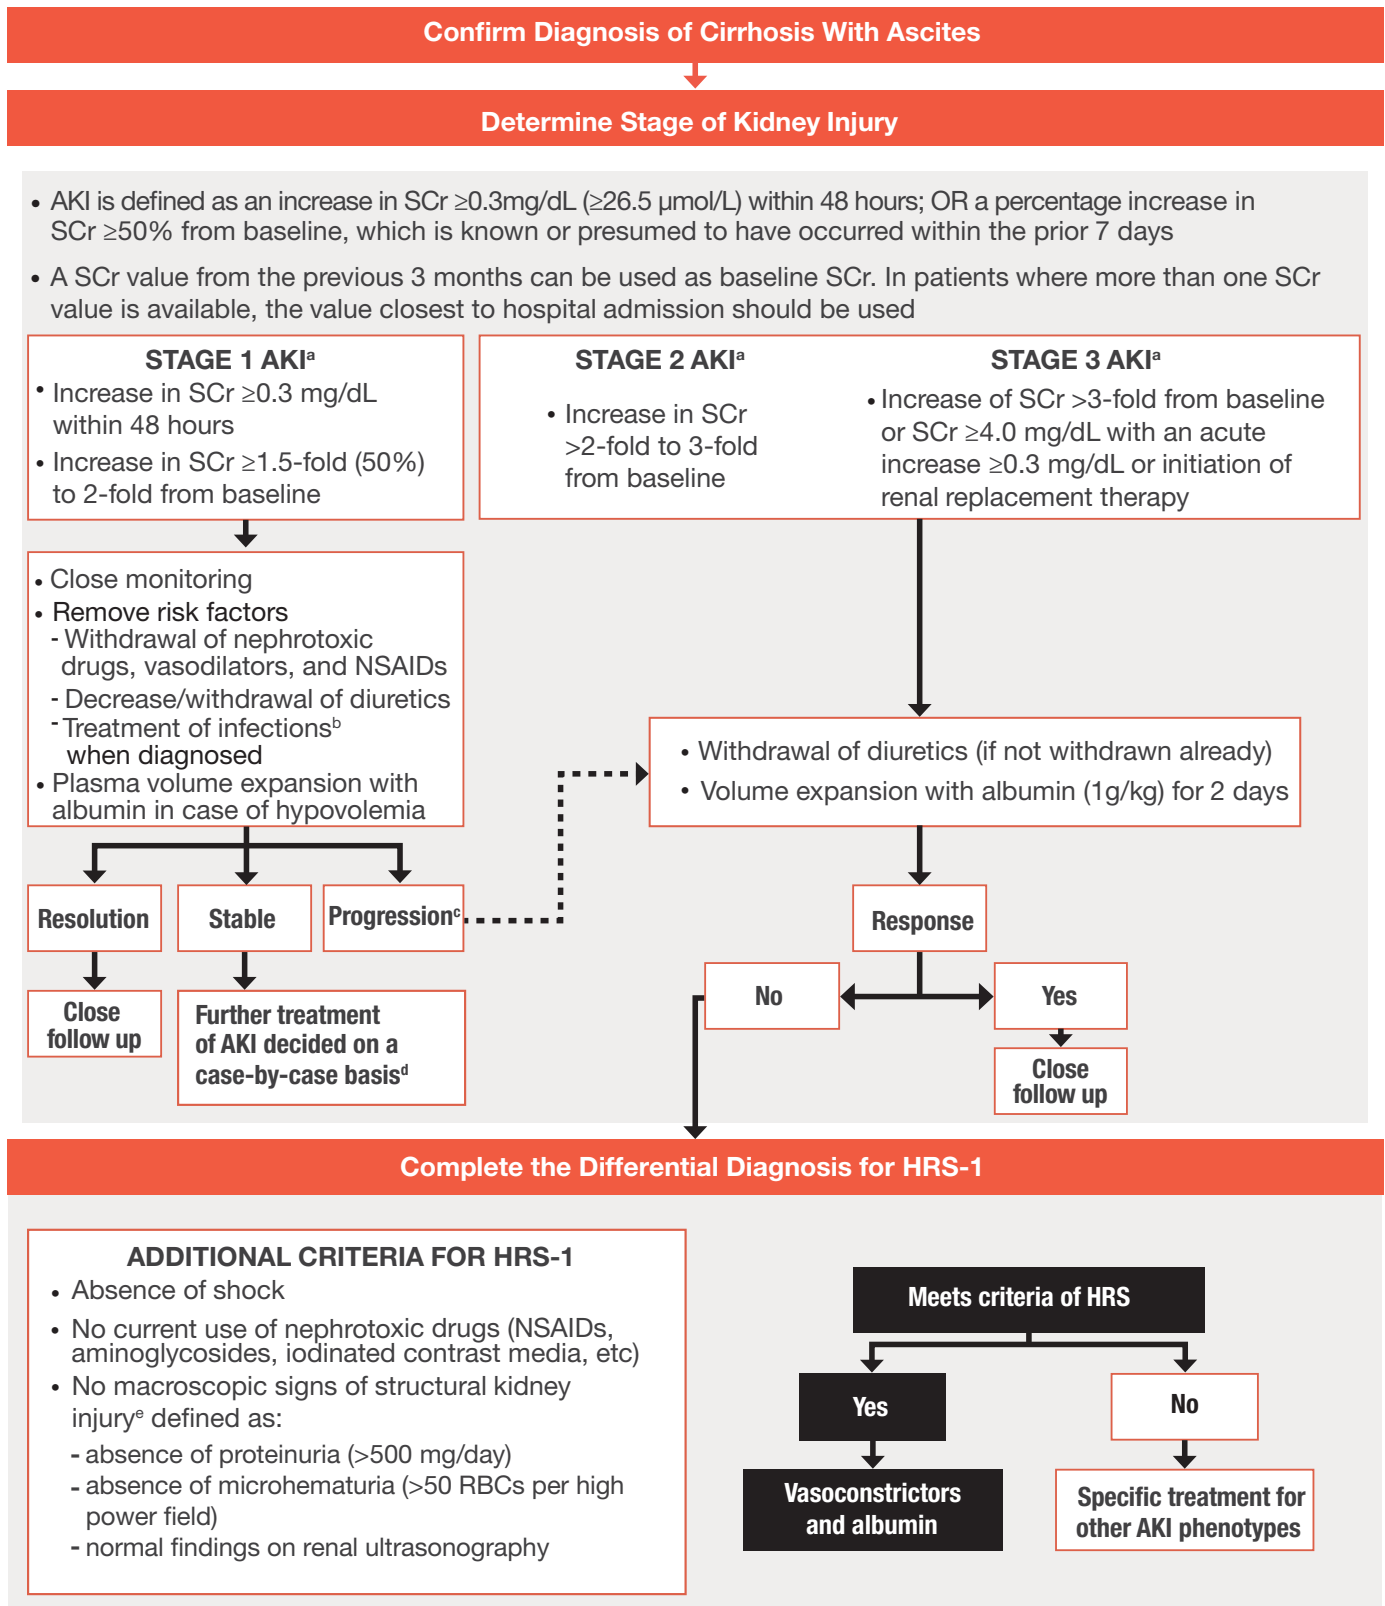 Confirm Diagnosis of Cirrhosis With Ascites
Determine Stage of Kidney Injury
• AKI is defined as an increase in SCr ≥0.3mg/dL (≥26.5 µmol/L) within 48 hours; OR a percentage increase in
SCr ≥50% from baseline, which is known or presumed to have occurred within the prior 7 days
• A SCr value from the previous 3 months can be used as baseline SCr. In patients where more than one SCr
value is available, the value closest to hospital admission should be used
STAGE 1 AKIᵃ
• Increase in SCr ≥0.3 mg/dL
within 48 hours
• Increase in SCr ≥1.5-fold (50%)
to 2-fold from baseline
STAGE 2 AKIᵃ
• Increase in SCr
>2-fold to 3-fold
from baseline
STAGE 3 AKIᵃ
• Increase of SCr >3-fold from baseline
or SCr ≥4.0 mg/dL with an acute
increase ≥0.3 mg/dL or initiation of
renal replacement therapy
• Close monitoring
• Remove risk factors
- Withdrawal of nephrotoxic
drugs, vasodilators, and NSAIDs
- Decrease/withdrawal of diuretics
- Treatment of infectionsᵇ
when diagnosed
• Plasma volume expansion with
albumin in case of hypovolemia
• Withdrawal of diuretics (if not withdrawn already)
• Volume expansion with albumin (1g/kg) for 2 days
Resolution
Stable
Progressionᶜ
Response
Close
follow up
Further treatment
of AKI decided on a
case-by-case basisᵈ
No
Yes
Close
follow up
Complete the Differential Diagnosis for HRS-1
ADDITIONAL CRITERIA FOR HRS-1
• Absence of shock
• No current use of nephrotoxic drugs (NSAIDs,
aminoglycosides, iodinated contrast media, etc)
• No macroscopic signs of structural kidney
injuryᵉ defined as:
- absence of proteinuria (>500 mg/day)
- absence of microhematuria (>50 RBCs per high
power field)
- normal findings on renal ultrasonography
Meets criteria of HRS
Yes
No
Vasoconstrictors
and albumin
Specific treatment for
other AKI phenotypes